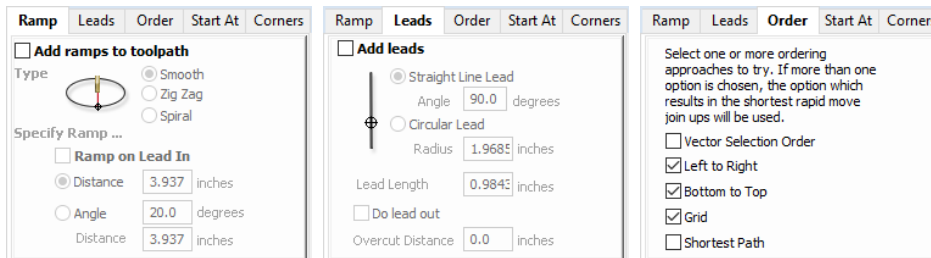 Ramp Leads Order Start At Corners
Add ramps to toolpath
Type
Smooth
Zig Zag
Spiral
Specify Ramp ...
Ramp on Lead In
Distance 3.937 inches
Angle 20.0 degrees
Distance 3.937 inches
Ramp Leads Order Start At Corners
Add leads
Straight Line Lead
Angle 90.0 degrees
Circular Lead
Radius 1.9685 inches
Lead Length 0.9843 inches
Do lead out
Overcut Distance 0.0 inches
Ramp Leads Order Start At Corner
Select one or more ordering
approaches to try. If more than one
option is chosen, the option which
results in the shortest rapid move
join ups will be used.
Vector Selection Order
Left to Right
Bottom to Top
Grid
Shortest Path